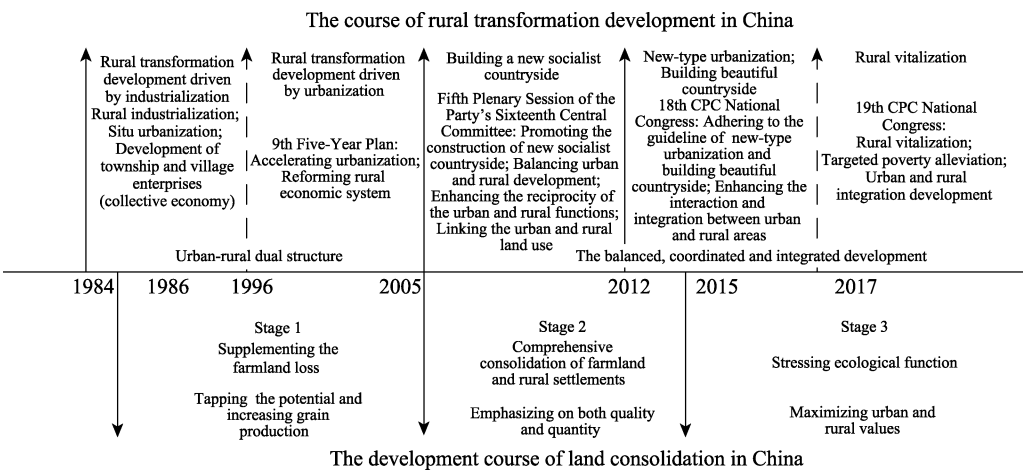 The course of rural transformation development in China
Rural transformation
development driven
by industrialization
Rural industrialization;
Situ urbanization;
Development of
township and village
enterprises
(collective economy)
Rural transformation
development driven
by urbanization
9th Five-Year Plan:
Accelerating urbanization;
Reforming rural
economic system
Building a new socialist
countryside
Fifth Plenary Session of the
Party's Sixteenth Central
Committee: Promoting the
construction of new socialist
countryside; Balancing urban
and rural development;
Enhancing the reciprocity of
the urban and rural functions;
Linking the urban and rural
land use
New-type urbanization;
Building beautiful
countryside
18th CPC National
Congress: Adhering to the
guideline of new-type
urbanization and
building beautiful
countryside; Enhancing the
interaction and
integration between urban
and rural areas
Rural vitalization
19th CPC National
Congress:
Rural vitalization;
Targeted poverty alleviation;
Urban and rural
integration development
Urban-rural dual structure
The balanced, coordinated and integrated development
1984 1986 1996 2005 2012 2015 2017
Stage 1
Supplementing the
farmland loss
Tapping the potential and
increasing grain
production
Stage 2
Comprehensive
consolidation of farmland
and rural settlements
Emphasizing on both quality
and quantity
Stage 3
Stressing ecological function
Maximizing urban and
rural values
The development course of land consolidation in China